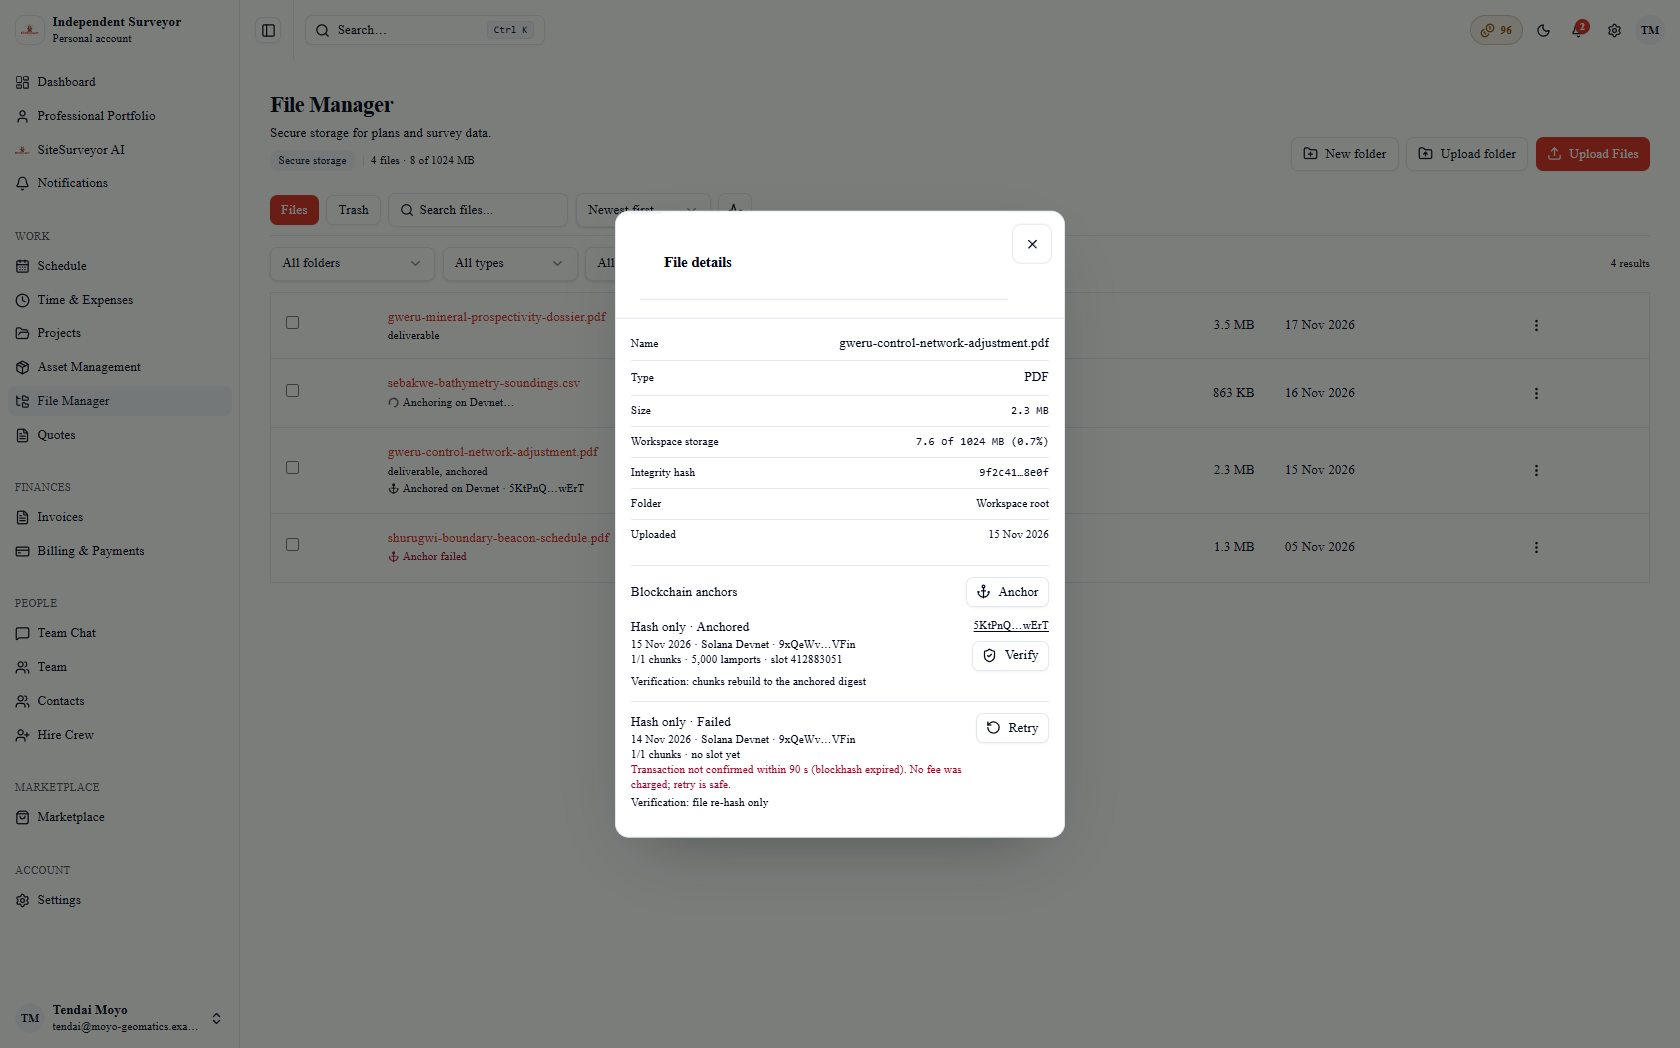 Independent Surveyor
Personal account
Search...
Ctrl K
96
2
TM
Dashboard
Professional Portfolio
SiteSurveyor AI
Notifications
WORK
Schedule
Time & Expenses
Projects
Asset Management
File Manager
Quotes
FINANCES
Invoices
Billing & Payments
PEOPLE
Team Chat
Team
Contacts
Hire Crew
MARKETPLACE
Marketplace
ACCOUNT
Settings
TM
Tendai Moyo
tendai@moyo-geomatics.exa...
File Manager
Secure storage for plans and survey data.
Secure storage
4 files · 8 of 1024 MB
New folder
Upload folder
Upload Files
Files
Trash
Search files...
Newest first
All folders
All types
All
4 results
gweru-mineral-prospectivity-dossier.pdf
deliverable
3.5 MB
17 Nov 2026
sebakwe-bathymetry-soundings.csv
Anchoring on Devnet...
863 KB
16 Nov 2026
gweru-control-network-adjustment.pdf
deliverable, anchored
Anchored on Devnet · 5KtPnQ...wErT
2.3 MB
15 Nov 2026
shurugwi-boundary-beacon-schedule.pdf
Anchor failed
1.3 MB
05 Nov 2026
File details
Name
gweru-control-network-adjustment.pdf
Type
PDF
Size
2.3 MB
Workspace storage
7.6 of 1024 MB (0.7%)
Integrity hash
9f2c41…8e0f
Folder
Workspace root
Uploaded
15 Nov 2026
Blockchain anchors
Anchor
Hash only · Anchored
5KtPnQ...wErT
15 Nov 2026 · Solana Devnet · 9xQeWv...VFin
1/1 chunks · 5,000 lamports · slot 412883051
Verify
Verification: chunks rebuild to the anchored digest
Hash only · Failed
Retry
14 Nov 2026 · Solana Devnet · 9xQeWv...VFin
1/1 chunks · no slot yet
Transaction not confirmed within 90 s (blockhash expired). No fee was
charged; retry is safe.
Verification: file re-hash only